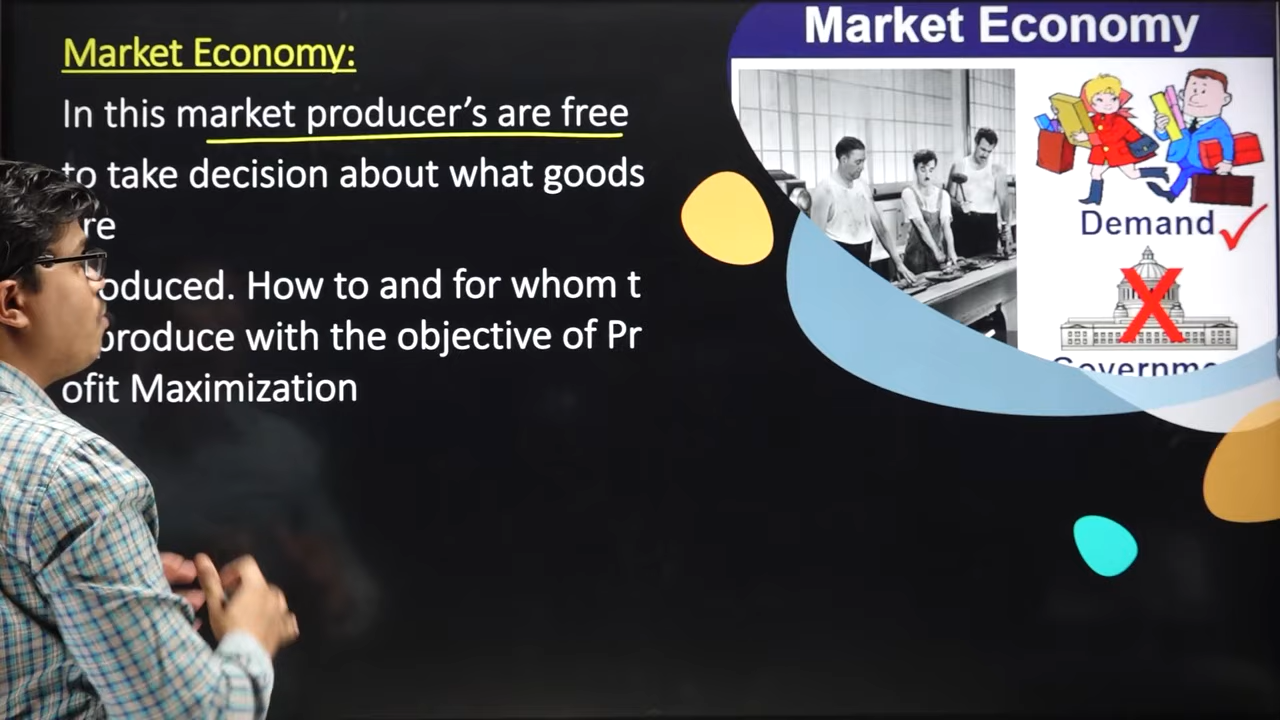 Market Economy:
In this market producer's are free
to take decision about what goods
re
oduced. How to and for whom t
produce with the objective of Pr
ofit Maximization
Market Economy
Demand
Governme